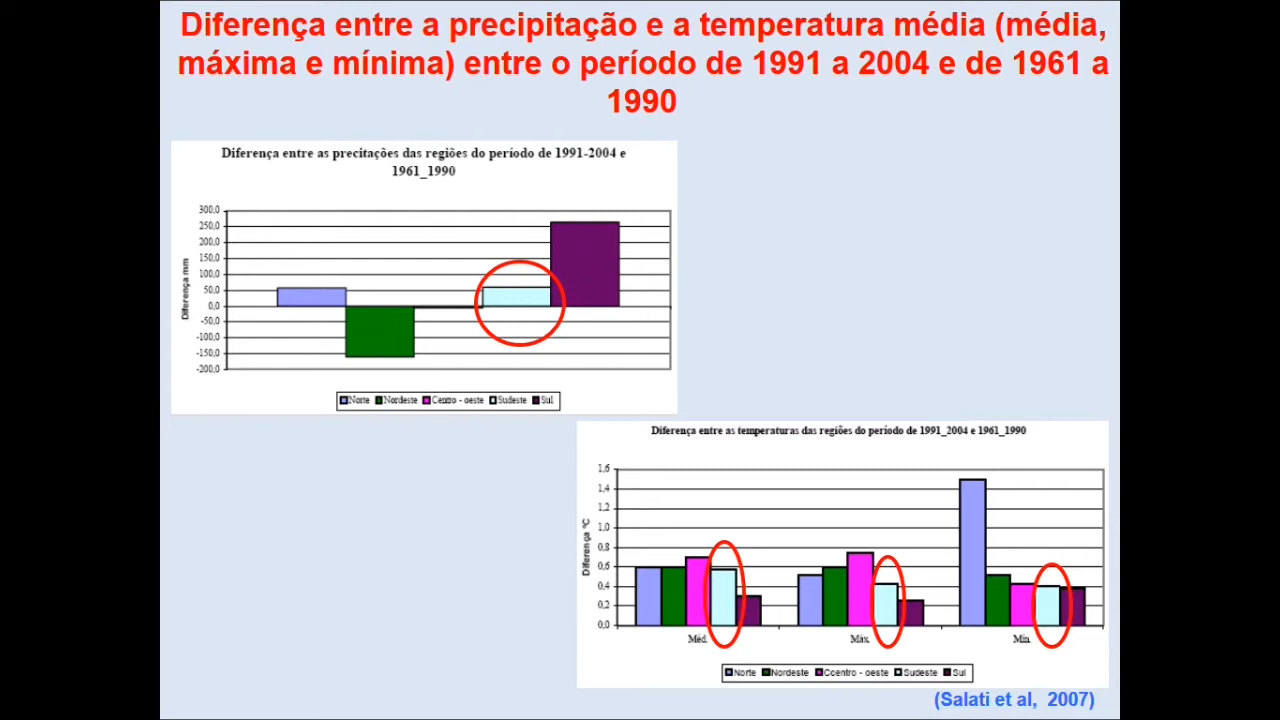 Diferença entre a precipitação e a temperatura média (média,
máxima e mínima) entre o período de 1991 a 2004 e de 1961 a
1990
Diferença entre as precitações das regiões do período de 1991-2004 e
1961_1990
300,0
250,0
200,0
150,0
100,0
50,0
0,0
-50,0
-100,0
-150,0
-200,0
Diferença mm
Norte Nordeste Centro - oeste Sudeste Sul
Diferença entre as temperaturas das regiões do período de 1991_2004 e 1961_1990
1,6
1,4
1,2
1,0
0,8
0,6
0,4
0,2
0,0
Diferença ºC
Méd. Máx. Mín.
Norte Nordeste Ccentro - oeste Sudeste Sul
(Salati et al, 2007)